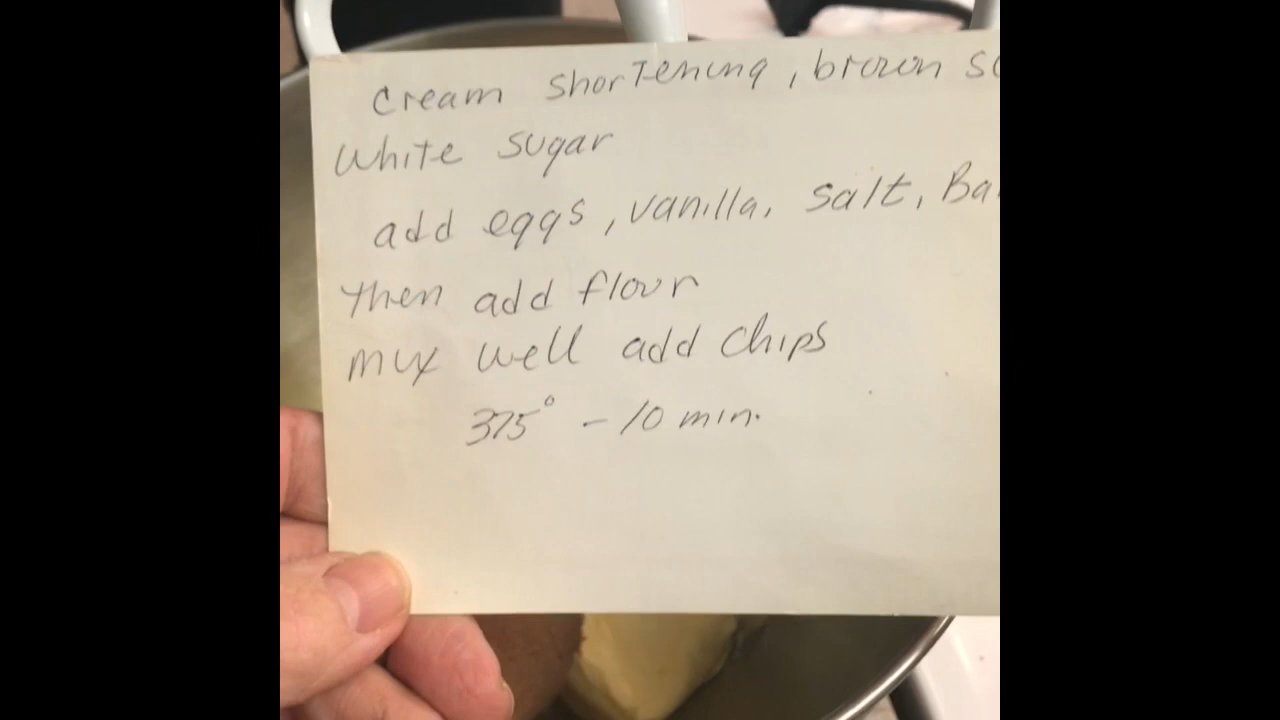 Cream shortening, brown
White sugar
add eggs, vanilla, salt,
then add flour
mix well add chips
375° - 10 min.